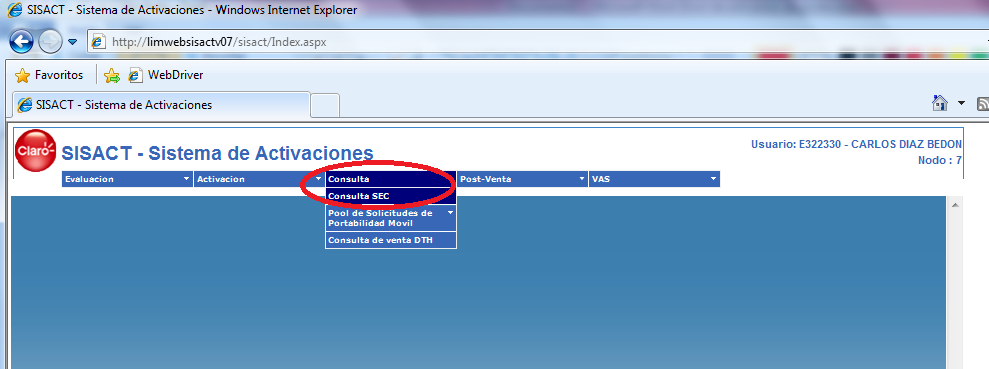 SISACT - Sistema de Activaciones - Windows Internet Explorer
http://limwebsisactv07/sisact/Index.aspx
Favoritos WebDriver
SISACT - Sistema de Activaciones
Claro SISACT - Sistema de Activaciones
Usuario: E322330 - CARLOS DIAZ BEDON
Nodo : 7
Evaluacion Activacion Consulta Post-Venta VAS
Consulta SEC
Pool de Solicitudes de
Portabilidad Movil
Consulta de venta DTH